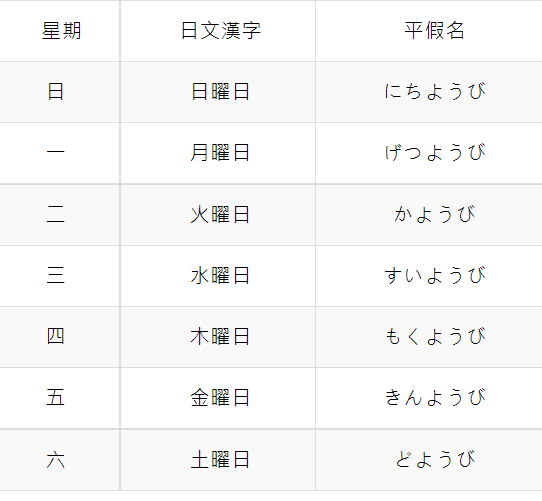 星期 日文漢字 平假名
日 日曜日 にちようび
一 月曜日 げつようび
二 火曜日 かようび
三 水曜日 すいようび
四 木曜日 もくようび
五 金曜日 きんようび
六 土曜日 どようび